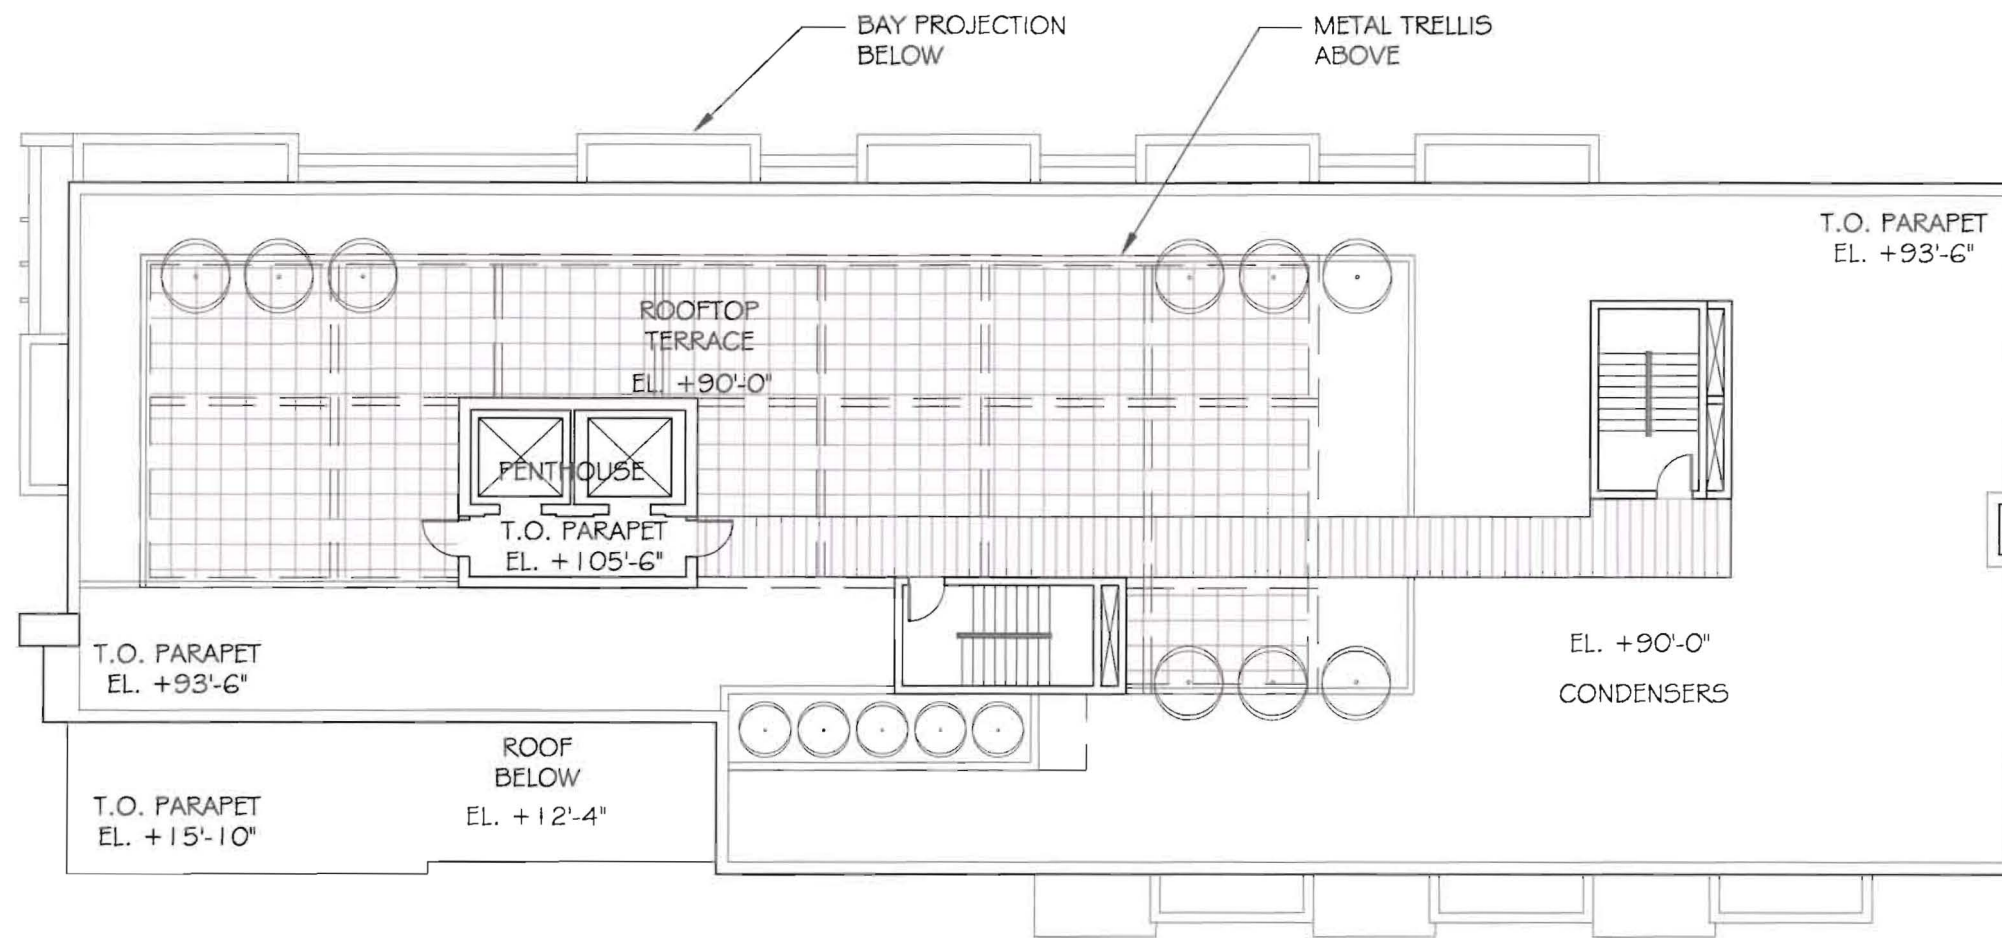 BAY PROJECTION
BELOW
METAL TRELLIS
ABOVE
T.O. PARAPET
EL. +93'-6"
ROOFTOP
TERRACE
EL. +90'-0"
PENTHOUSE
T.O. PARAPET
EL. +105'-6"
T.O. PARAPET
EL. +93'-6"
EL. +90'-0"
CONDENSERS
ROOF
BELOW
EL. +12'-4"
T.O. PARAPET
EL. +15'-10"